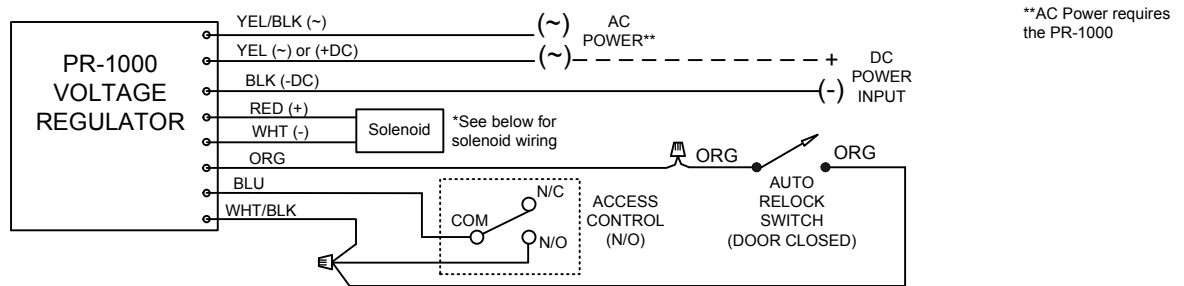 **AC Power requires
the PR-1000
PR-1000
VOLTAGE
REGULATOR
YEL/BLK (~)
(~)
AC
POWER**
YEL (~) or (+DC)
(~)
+
DC
POWER
INPUT
BLK (-DC)
(-)
RED (+)
WHT (-)
Solenoid
*See below for
solenoid wiring
ORG
ORG
ORG
AUTO
RELOCK
SWITCH
(DOOR CLOSED)
BLU
WHT/BLK
COM
N/C
N/O
ACCESS
CONTROL
(N/O)